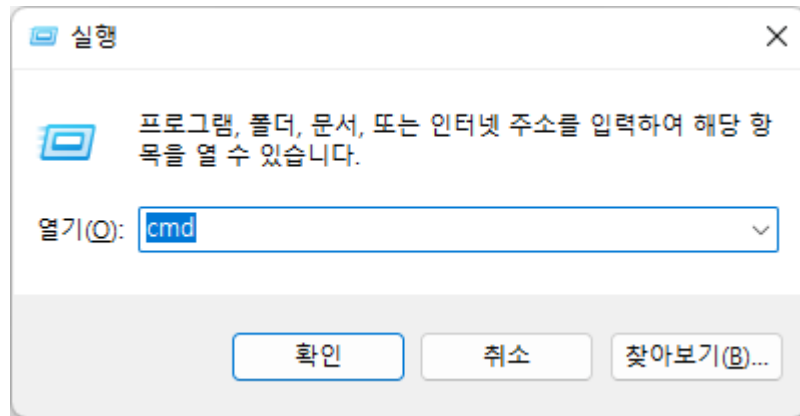 실행
프로그램, 폴더, 문서, 또는 인터넷 주소를 입력하여 해당 항
목을 열 수 있습니다.
열기(O): cmd
확인 취소 찾아보기(B)...